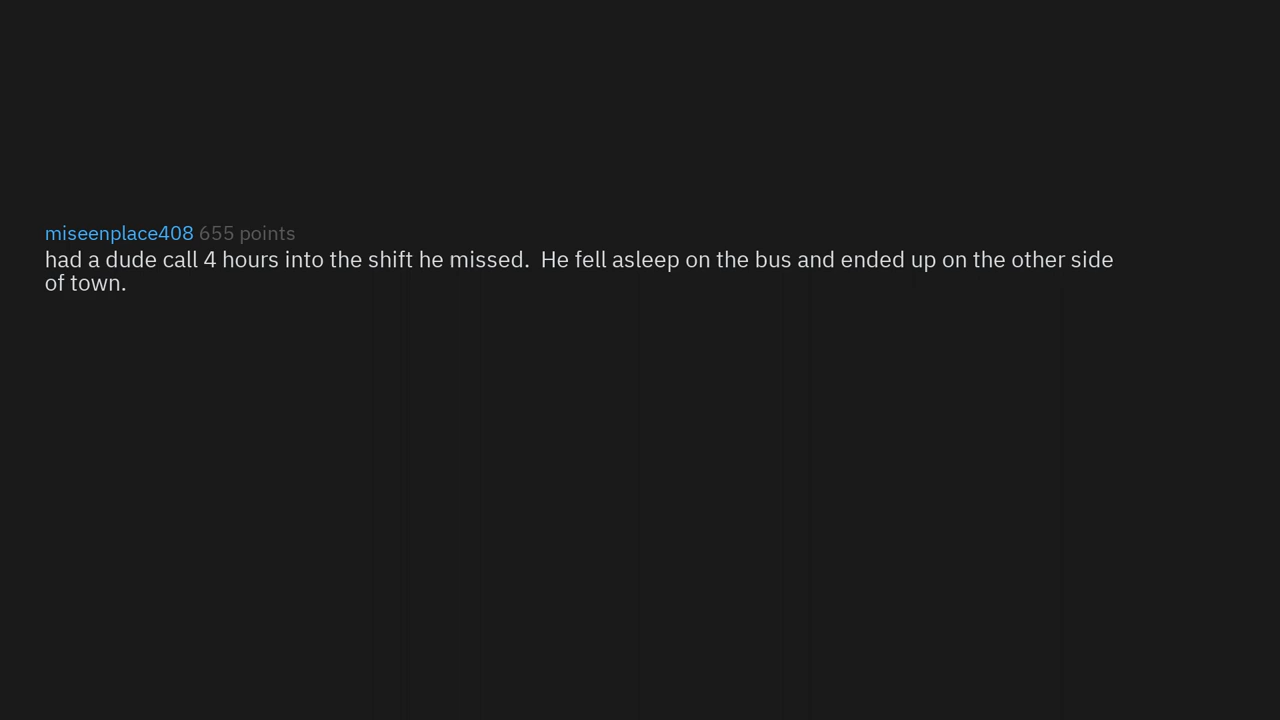 miseenplace408 655 points
had a dude call 4 hours into the shift he missed.  He fell asleep on the bus and ended up on the other side
of town.